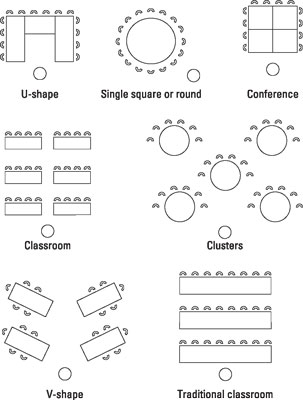 U-shape
Single square or round
Conference
Classroom
Clusters
V-shape
Traditional classroom